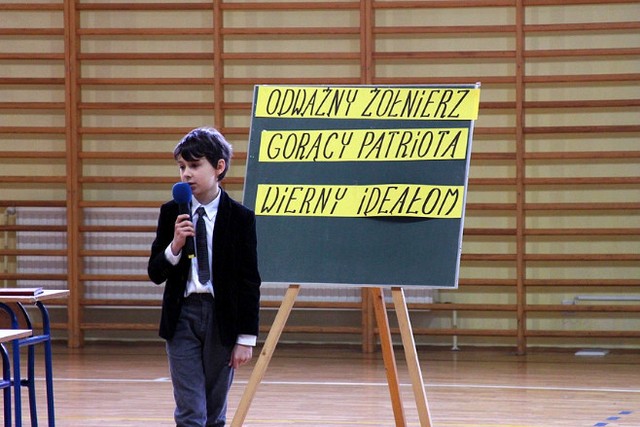 ODWAŻNY ŻOŁNIERZ
GORĄCY PATRIOTA
WIERNY IDEAŁOM